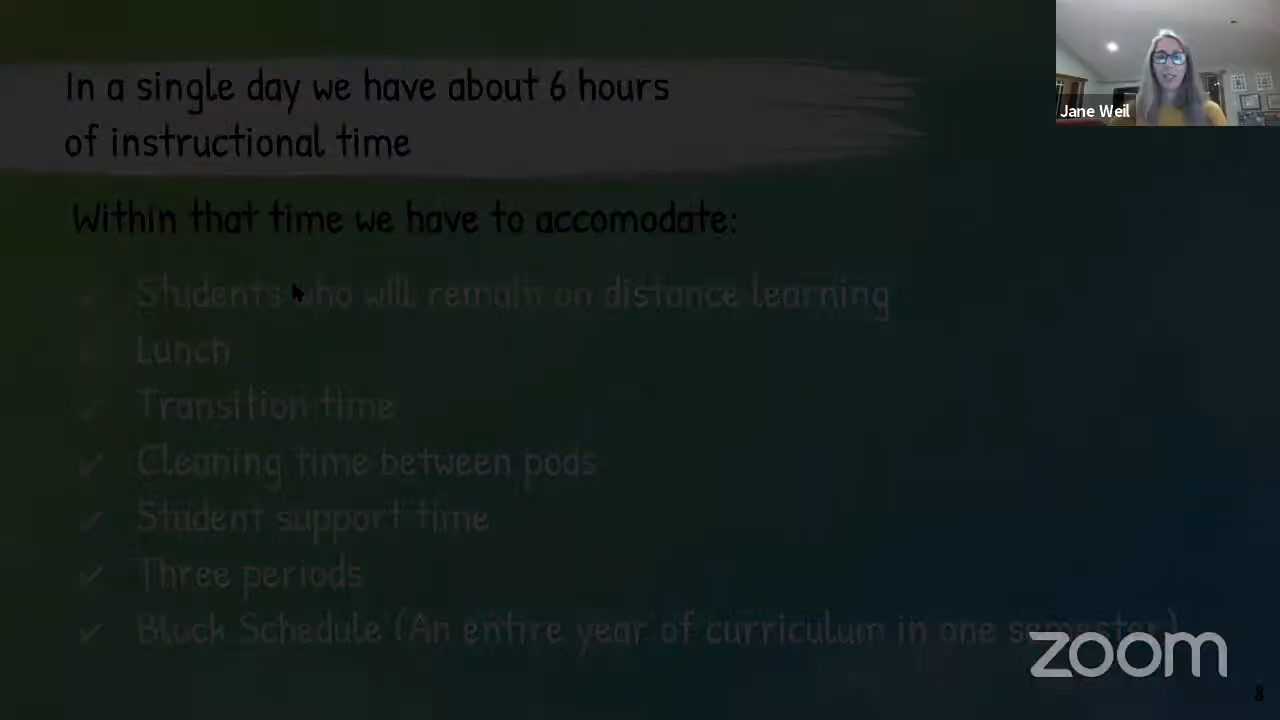 In a single day we have about 6 hours
of instructional time
Jane Weil
Within that time we have to accomodate:
✓ Students who will remain on distance learning
✓ Lunch
✓ Transition time
✓ Cleaning time between pods
✓ Student support time
✓ Three periods
✓ Block Schedule (An entire year of curriculum in one semester)
zoom
8